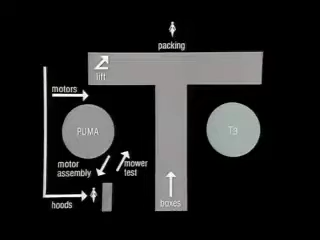 packing
lift
motors
PUMA
T3
motor
assembly
mower
test
hoods
boxes